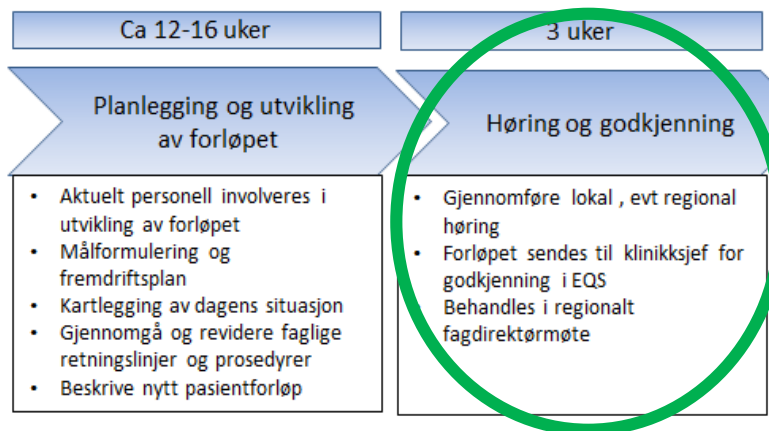 Ca 12-16 uker
3 uker
Planlegging og utvikling
av forløpet
Høring og godkjenning
• Aktuelt personell involveres i
utvikling av forløpet
• Målformulering og
fremdriftsplan
• Kartlegging av dagens situasjon
• Gjennomgå og revidere faglige
retningslinjer og prosedyrer
• Beskrive nytt pasientforløp
• Gjennomføre lokal , evt regional
høring
• Forløpet sendes til klinikksjef for
godkjenning i EQS
Behandles i regionalt
fagdirektørmøte